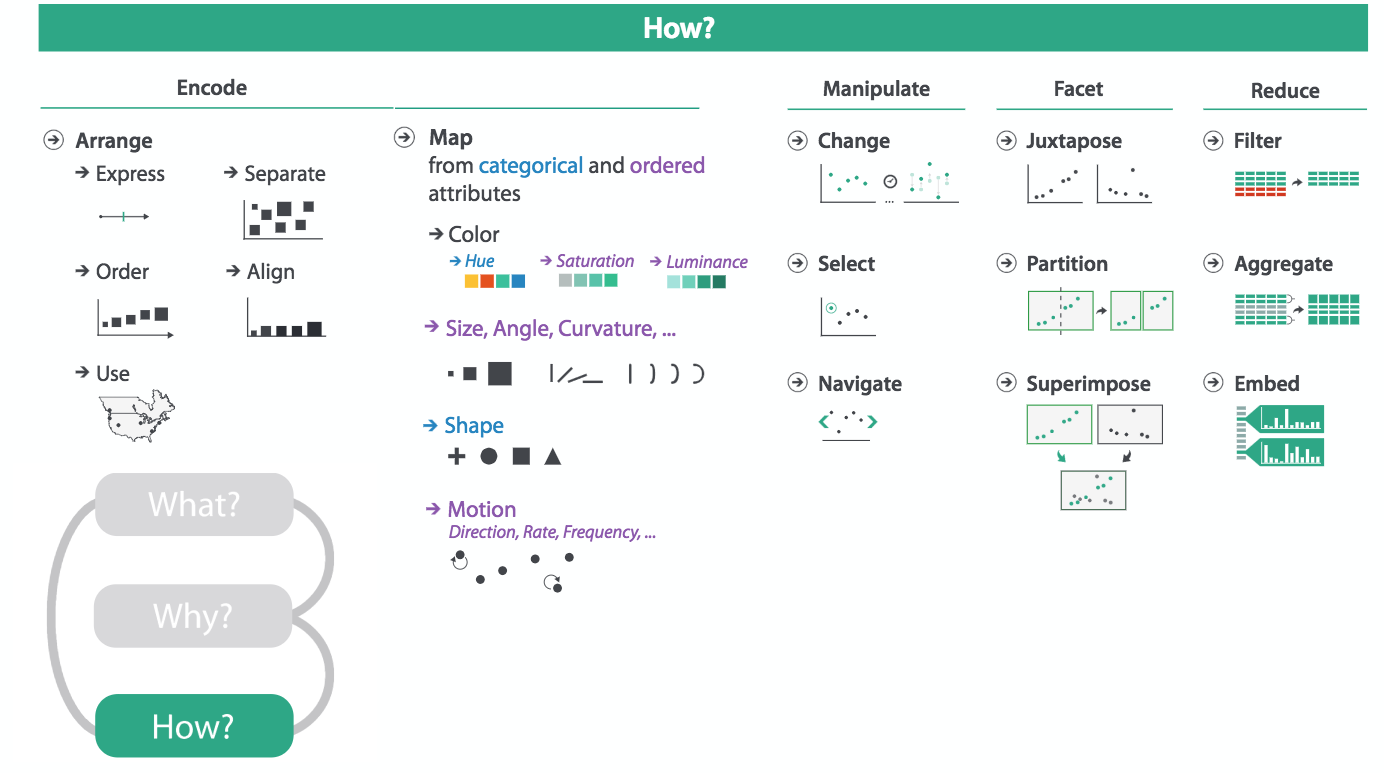 How?
Encode
Arrange
Express
Separate
Order
Align
Use
Map
from categorical and ordered
attributes
Color
Hue
Saturation
Luminance
Size, Angle, Curvature, ...
Shape
Motion
Direction, Rate, Frequency, ...
Manipulate
Change
...
Select
Navigate
Facet
Juxtapose
Partition
Superimpose
Reduce
Filter
Aggregate
Embed
What?
Why?
How?